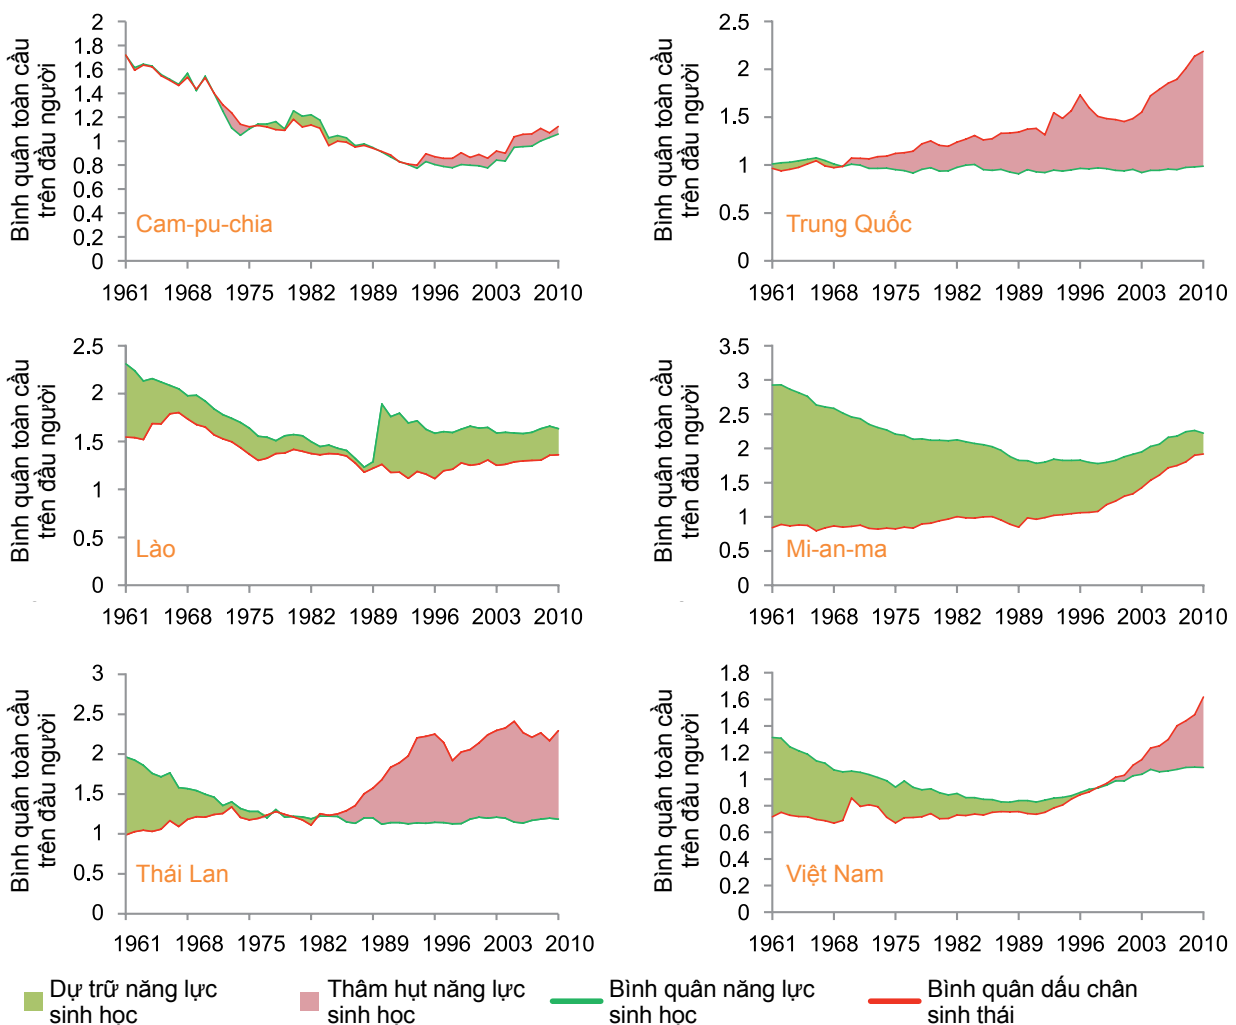 Bình quân toàn cầu
trên đầu người
2
1.8
1.6
1.4
1.2
1
0.8
0.6
0.4
0.2
0
Cam-pu-chia
1961 1968 1975 1982 1989 1996 2003 2010
Bình quân toàn cầu
trên đầu người
2.5
2
1.5
1
0.5
0
Trung Quốc
1961 1968 1975 1982 1989 1996 2003 2010
Bình quân toàn cầu
trên đầu người
2.5
2
1.5
1
0.5
0
Lào
1961 1968 1975 1982 1989 1996 2003 2010
Bình quân toàn cầu
trên đầu người
3.5
3
2.5
2
1.5
1
0.5
0
Mi-an-ma
1961 1968 1975 1982 1989 1996 2003 2010
Bình quân toàn cầu
trên đầu người
3
2.5
2
1.5
1
0.5
0
Thái Lan
1961 1968 1975 1982 1989 1996 2003 2010
Bình quân toàn cầu
trên đầu người
1.8
1.6
1.4
1.2
1
0.8
0.6
0.4
0.2
0
Việt Nam
1961 1968 1975 1982 1989 1996 2003 2010
Dự trữ năng lực
sinh học
Thâm hụt năng lực
sinh học
Bình quân năng lực
sinh học
Bình quân dấu chân
sinh thái